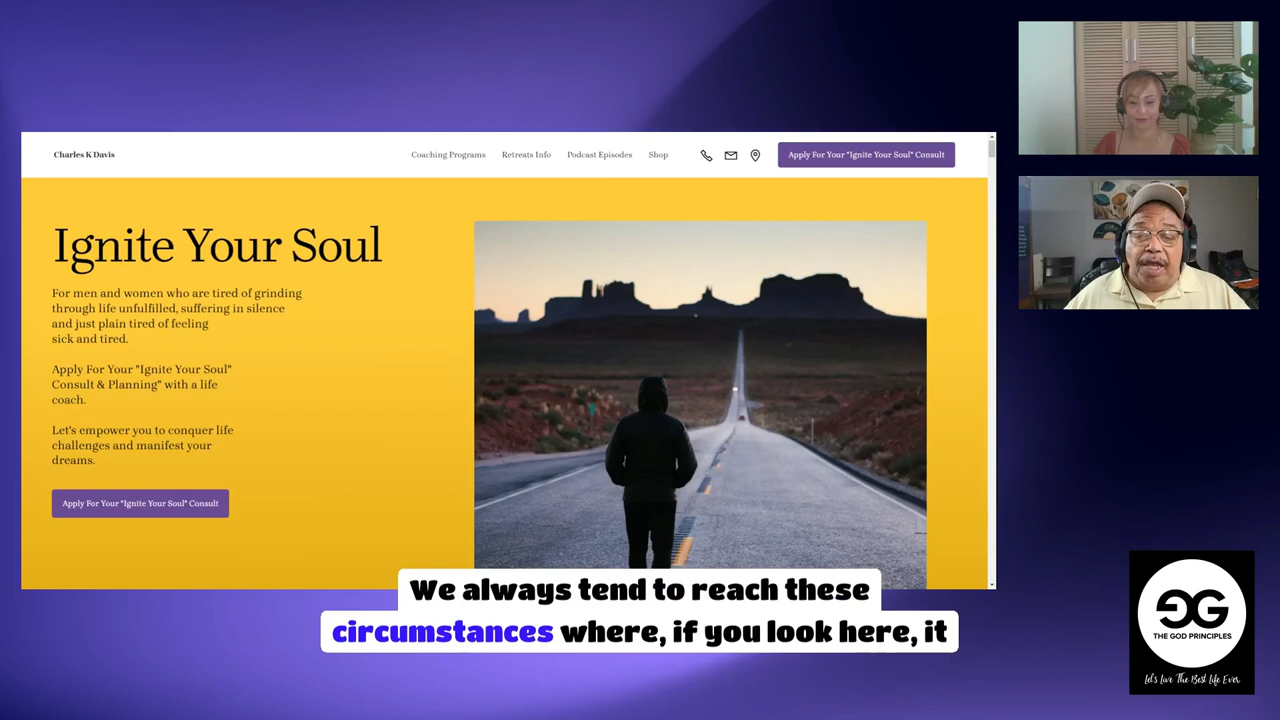 Charles K Davis
Coaching Programs
Retreats Info
Podcast Episodes
Shop
Apply For Your "Ignite Your Soul" Consult
Ignite Your Soul
For men and women who are tired of grinding
through life unfulfilled, suffering in silence
and just plain tired of feeling
sick and tired.
Apply For Your "Ignite Your Soul"
Consult & Planning" with a life
coach.
Let's empower you to conquer life
challenges and manifest your
dreams.
Apply For Your "Ignite Your Soul" Consult
We always tend to reach these
circumstances where, if you look here, it
GG
THE GOD PRINCIPLES
Let's Live The Best Life Ever